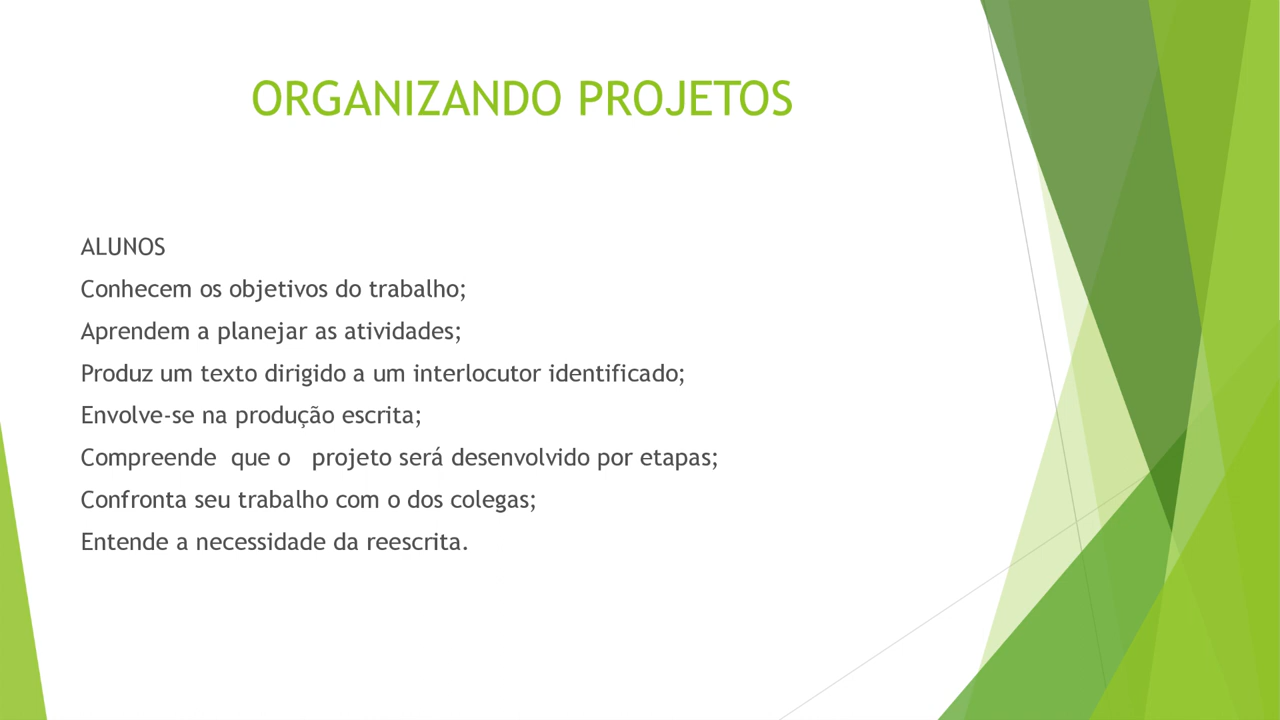 ORGANIZANDO PROJETOS
ALUNOS
Conhecem os objetivos do trabalho;
Aprendem a planejar as atividades;
Produz um texto dirigido a um interlocutor identificado;
Envolve-se na produção escrita;
Compreende  que o   projeto será desenvolvido por etapas;
Confronta seu trabalho com o dos colegas;
Entende a necessidade da reescrita.